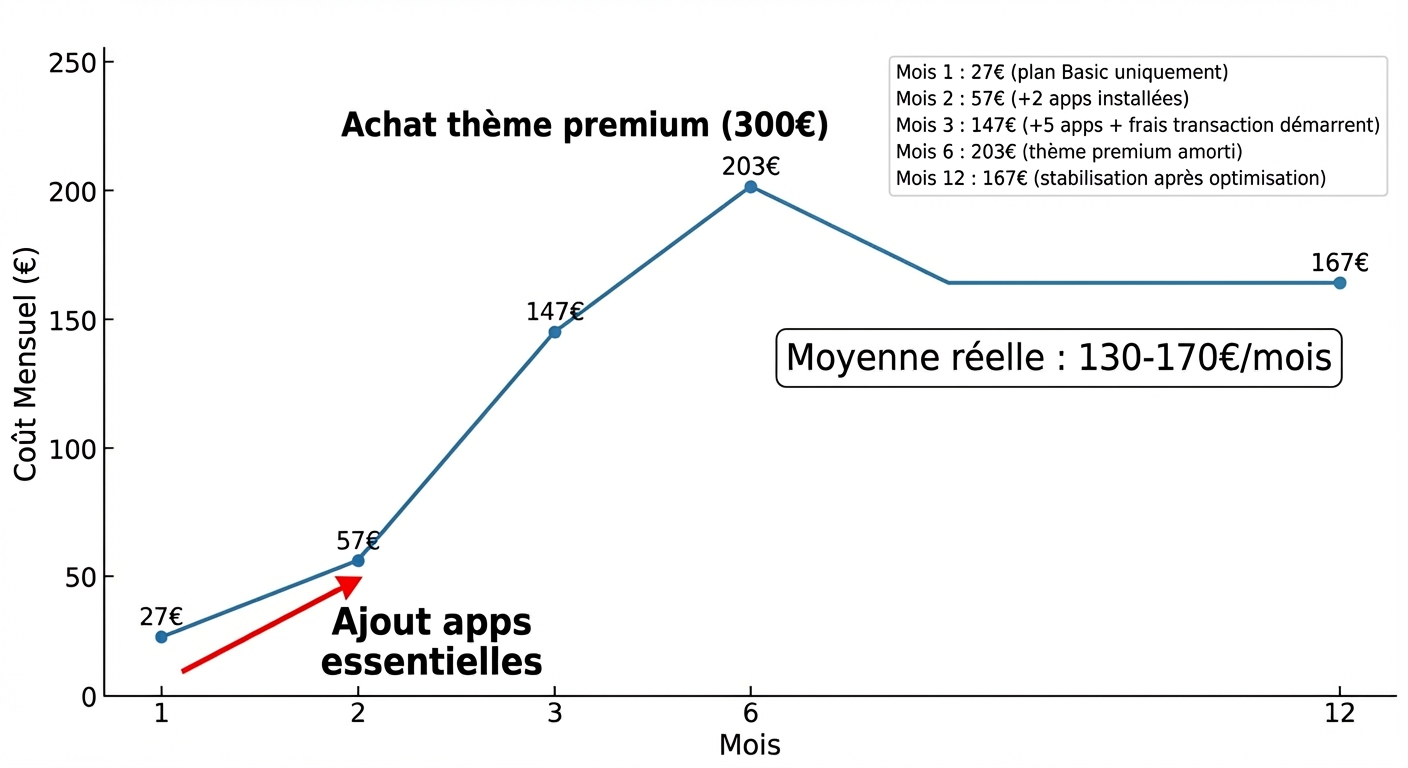 250
200
150
100
50
0
Coût Mensuel (€)
Achat thème premium (300€)
203€
147€
57€
27€
167€
Mois 1 : 27€ (plan Basic uniquement)
Mois 2 : 57€ (+2 apps installées)
Mois 3 : 147€ (+5 apps + frais transaction démarrent)
Mois 6 : 203€ (thème premium amorti)
Mois 12 : 167€ (stabilisation après optimisation)
Moyenne réelle : 130-170€/mois
Ajout apps
essentielles
1 2 3 6 12
Mois